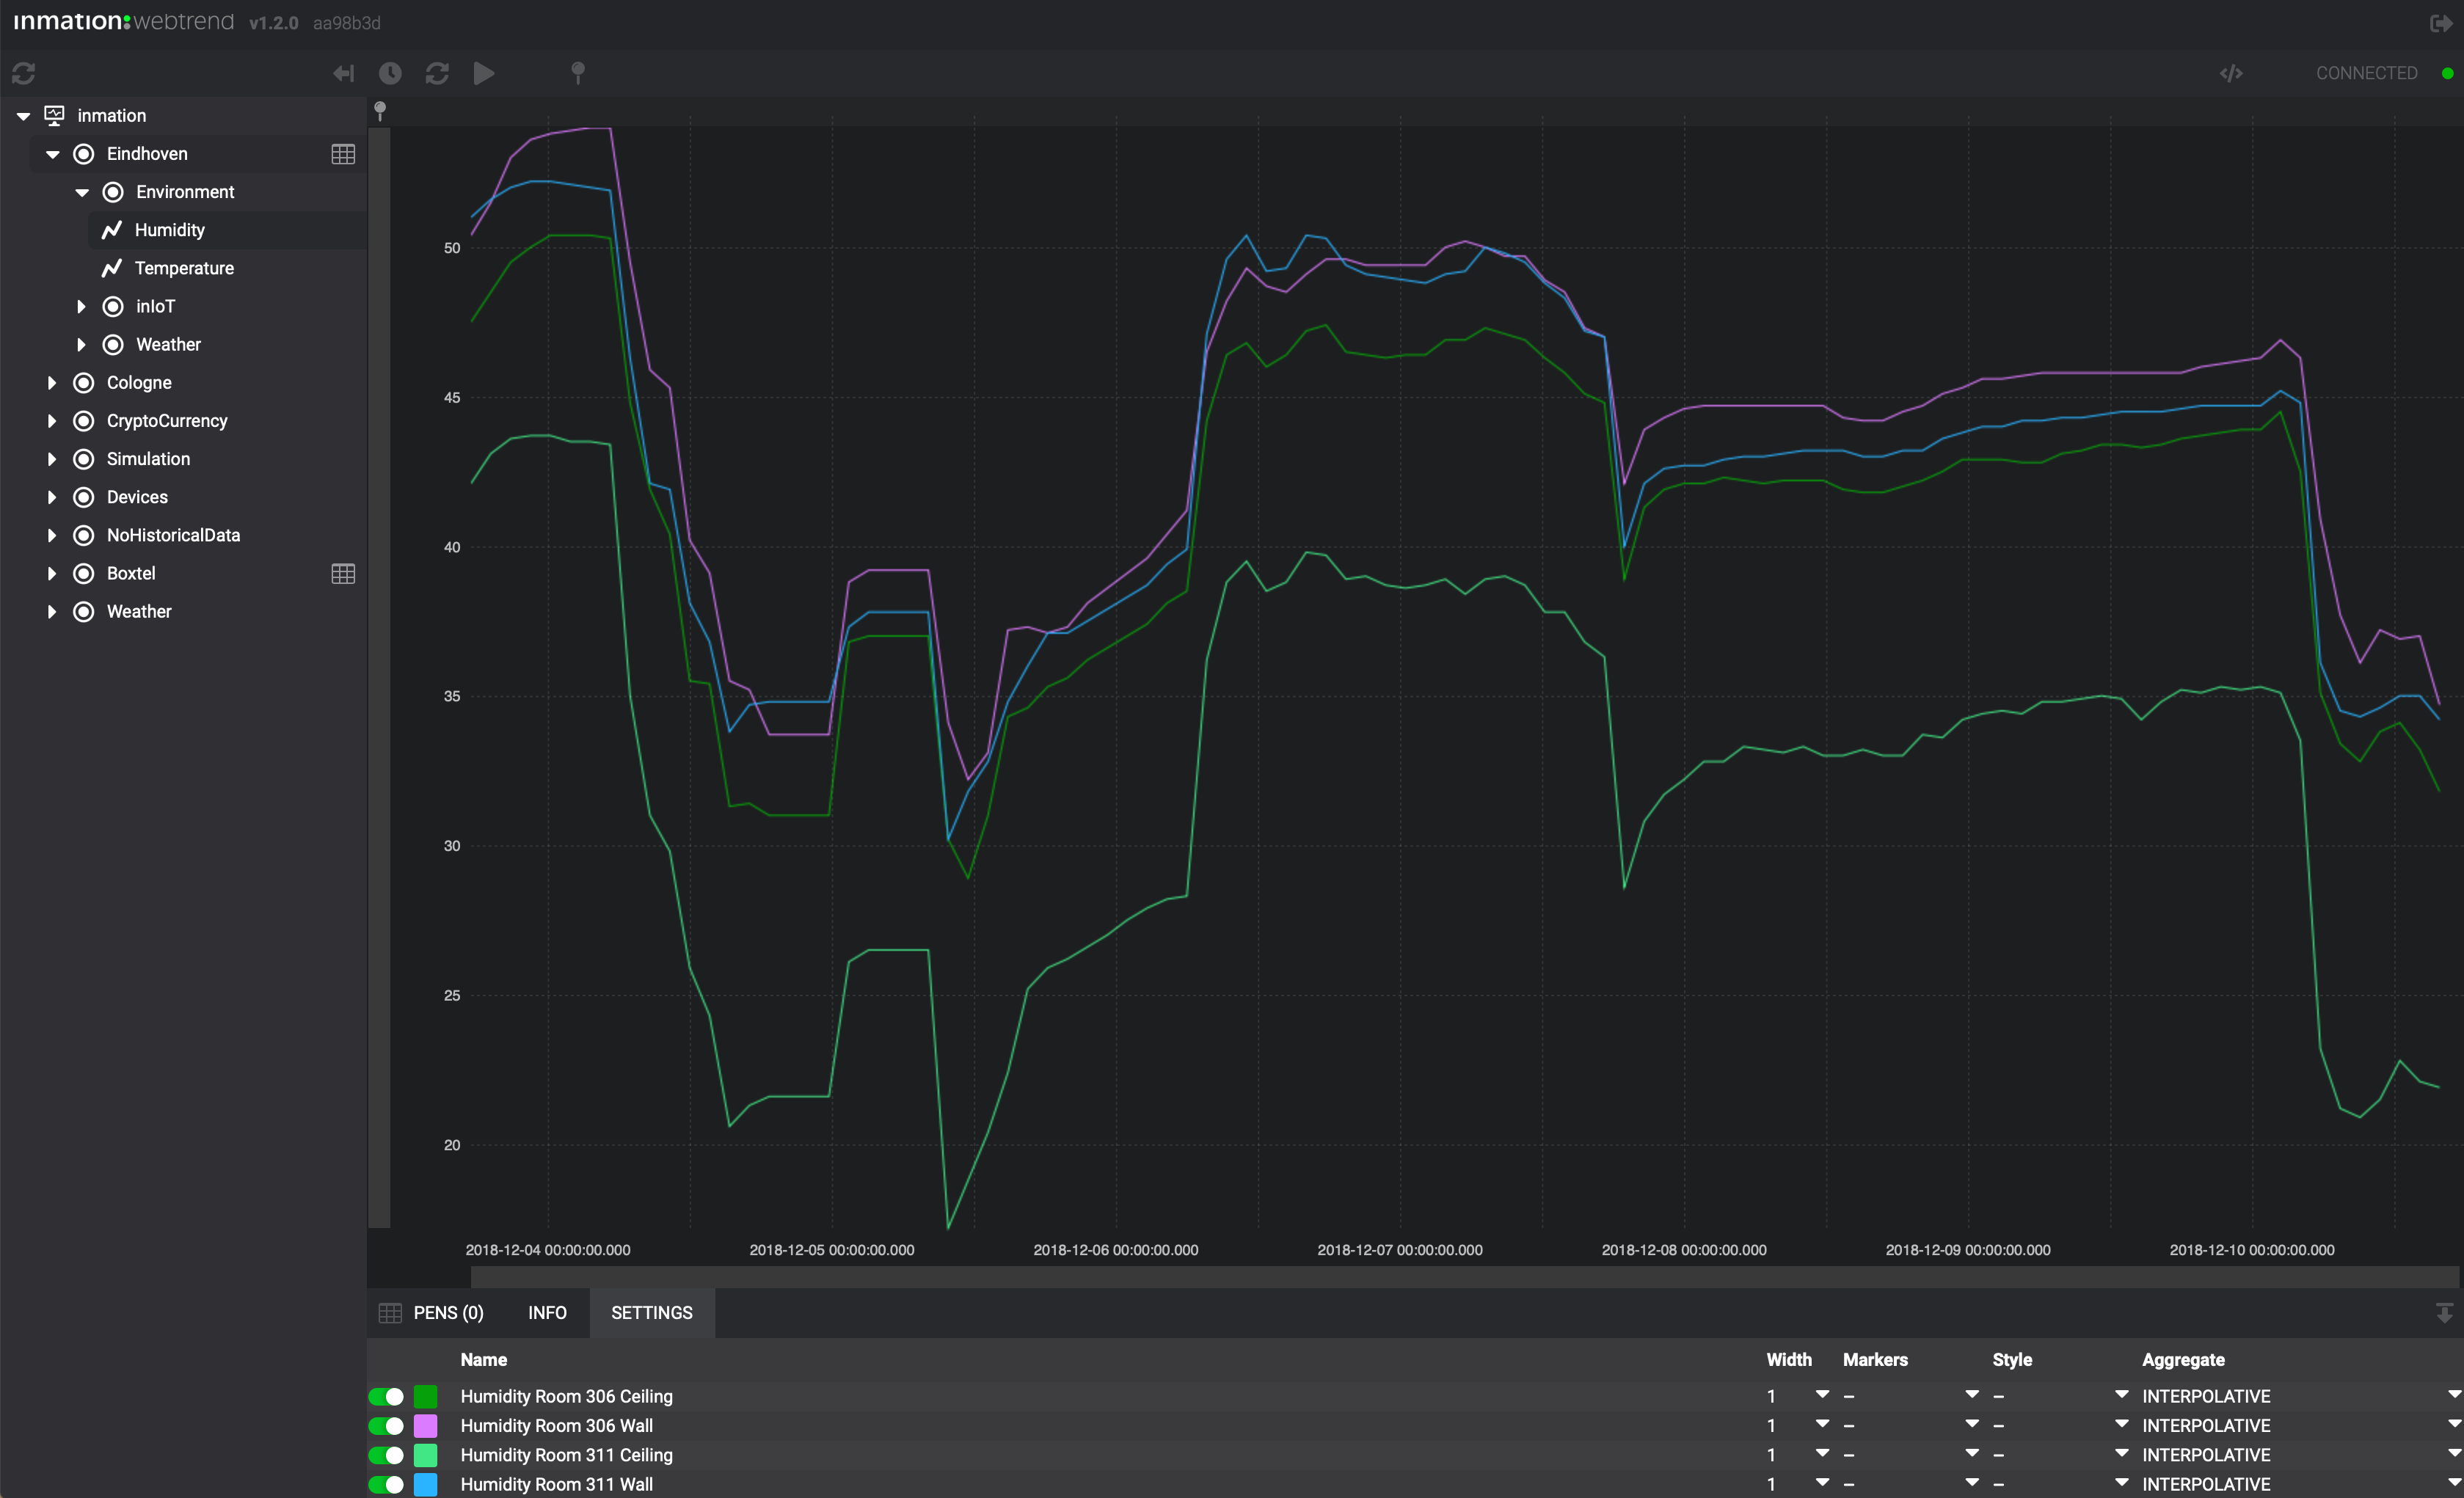 inmation:webtrend v1.2.0 aa98b3d
CONNECTED
inmation
Eindhoven
Environment
Humidity
Temperature
inIoT
Weather
Cologne
CryptoCurrency
Simulation
Devices
NoHistoricalData
Boxtel
Weather
50
45
40
35
30
25
20
2018-12-04 00:00:00.000 2018-12-05 00:00:00.000 2018-12-06 00:00:00.000 2018-12-07 00:00:00.000 2018-12-08 00:00:00.000 2018-12-09 00:00:00.000 2018-12-10 00:00:00.000
PENS (0) INFO SETTINGS
Name Width Markers Style Aggregate
Humidity Room 306 Ceiling 1 – – INTERPOLATIVE
Humidity Room 306 Wall 1 – – INTERPOLATIVE
Humidity Room 311 Ceiling 1 – – INTERPOLATIVE
Humidity Room 311 Wall 1 – – INTERPOLATIVE